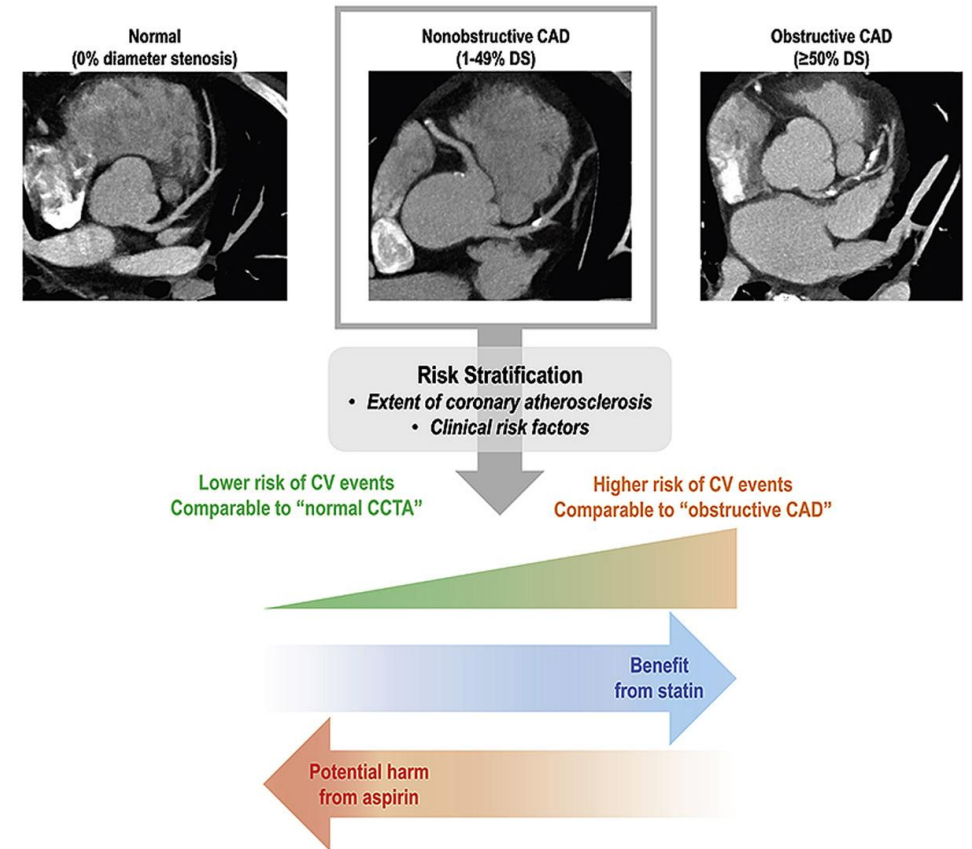 Normal
(0% diameter stenosis)
Nonobstructive CAD
(1-49% DS)
Obstructive CAD
(≥50% DS)
Risk Stratification
• Extent of coronary atherosclerosis
• Clinical risk factors
Lower risk of CV events
Comparable to “normal CCTA”
Higher risk of CV events
Comparable to “obstructive CAD”
Benefit
from statin
Potential harm
from aspirin